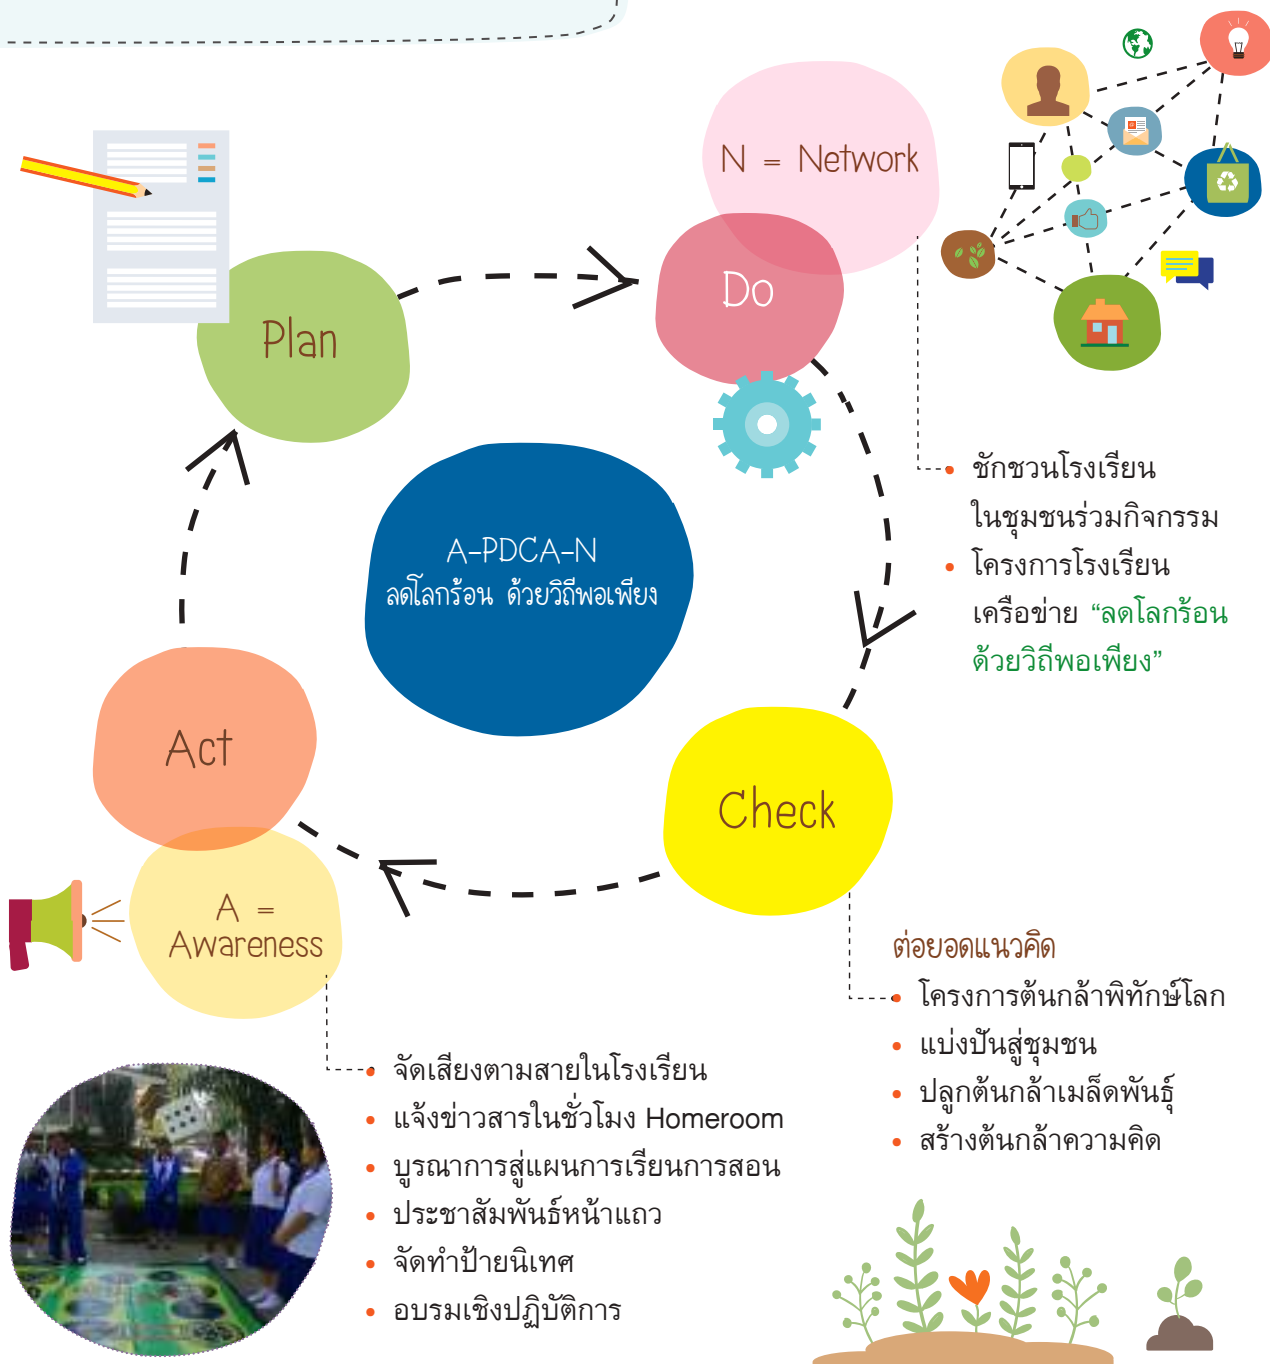 N = Network
Do
Plan
A-PDCA-N
ลดโลกร้อน ด้วยวิถีพอเพียง
• ชักชวนโรงเรียน
ในชุมชนร่วมกิจกรรม
• โครงการโรงเรียน
เครือข่าย “ลดโลกร้อน
ด้วยวิถีพอเพียง”
Act
Check
A =
Awareness
ต่อยอดแนวคิด
• โครงการต้นกล้าพิทักษ์โลก
• แบ่งปันสู่ชุมชน
• ปลูกต้นกล้าเมล็ดพันธุ์
• สร้างต้นกล้าความคิด
• จัดเสียงตามสายในโรงเรียน
• แจ้งข่าวสารในชั่วโมง Homeroom
• บูรณาการสู่แผนการเรียนการสอน
• ประชาสัมพันธ์หน้าแถว
• จัดทำป้ายนิเทศ
• อบรมเชิงปฏิบัติการ